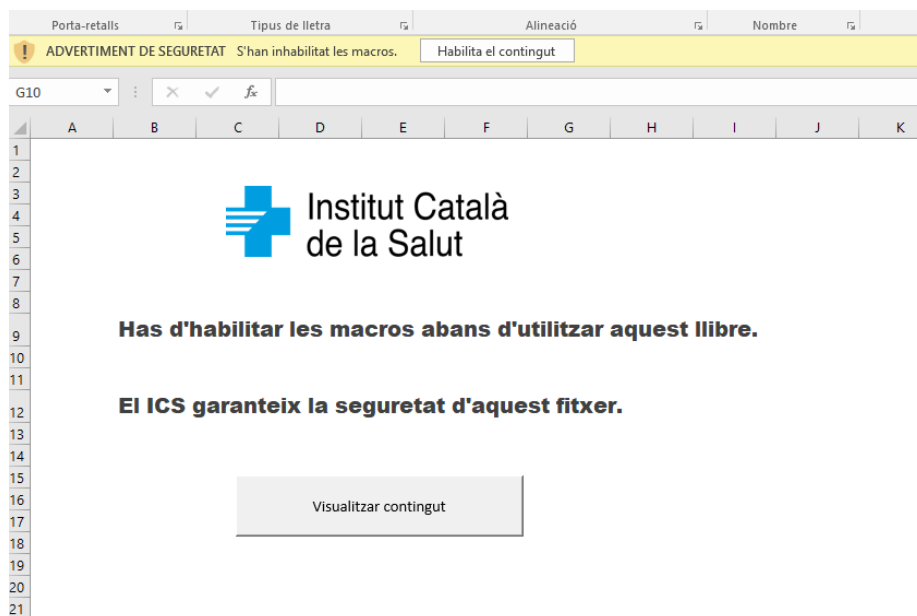 Porta-retalls Tipus de lletra Alineació Nombre
ADVERTIMENT DE SEGURETAT S'han inhabilitat les macros. Habilita el contingut
G10 fx
A B C D E F G H I J K
1
2
3
4
5
6
7
8
9
10
11
12
13
14
15
16
17
18
19
20
21
Institut Català
de la Salut
Has d'habilitar les macros abans d'utilitzar aquest llibre.
El ICS garanteix la seguretat d'aquest fitxer.
Visualitzar contingut